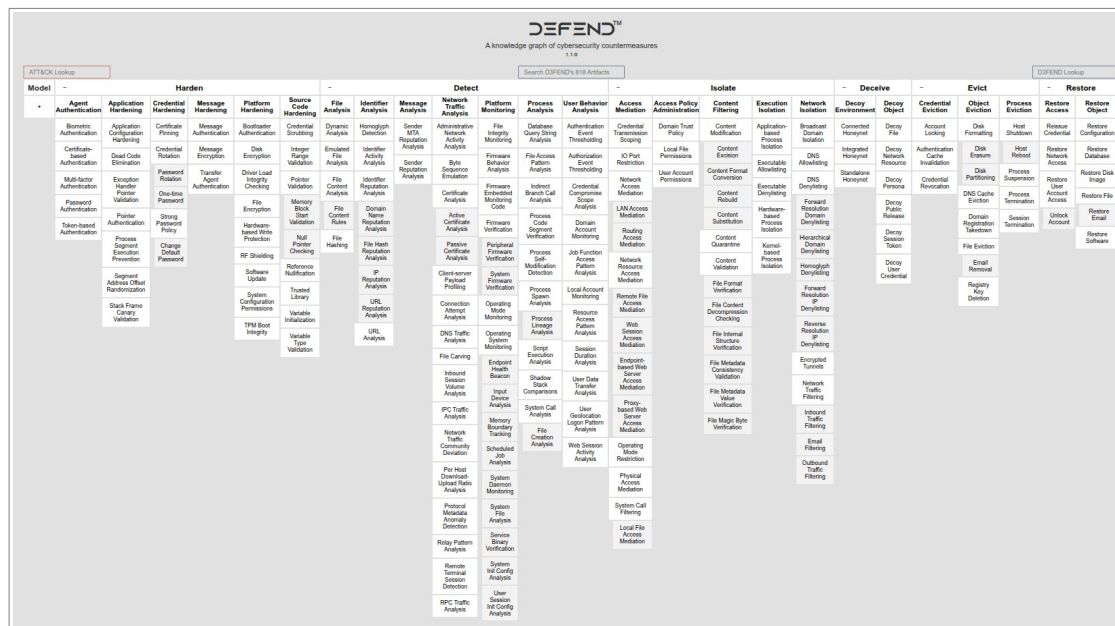 D3FEND™
A knowledge graph of cybersecurity countermeasures
1.1.0
ATT&CK Lookup
Search D3FEND's 818 Artifacts
D3FEND Lookup
Model
-
Harden
-
Detect
-
Isolate
-
Deceive
-
Evict
-
Restore
+
Agent
Authentication
Biometric
Authentication
Certificate-
based
Authentication
Multi-factor
Authentication
Password
Authentication
Token-based
Authentication
Application
Hardening
Application
Configuration
Hardening
Dead Code
Elimination
Exception
Handler
Pointer
Validation
Pointer
Authentication
Process
Segment
Execution
Prevention
Segment
Address Offset
Randomization
Stack Frame
Canary
Validation
Credential
Hardening
Certificate
Pinning
Credential
Rotation
Password
Rotation
One-time
Password
Strong
Password
Policy
Change
Default
Password
Message
Hardening
Message
Authentication
Message
Encryption
Transfer
Agent
Authentication
Platform
Hardening
Bootloader
Authentication
Disk
Encryption
Driver Load
Integrity
Checking
File
Encryption
Hardware-
based Write
Protection
RF Shielding
Software
Update
System
Configuration
Permissions
TPM Boot
Integrity
Source
Code
Hardening
Credential
Scrubbing
Integer
Range
Validation
Pointer
Validation
Memory
Block
Start
Validation
Null
Pointer
Checking
Reference
Nullification
Trusted
Library
Variable
Initialization
Variable
Type
Validation
File
Analysis
Dynamic
Analysis
Emulated
File
Analysis
File
Content
Analysis
File
Content
Rules
File
Hashing
Identifier
Analysis
Homoglyph
Detection
Identifier
Activity
Analysis
Identifier
Reputation
Analysis
Domain
Name
Reputation
Analysis
File Hash
Reputation
Analysis
IP
Reputation
Analysis
URL
Reputation
Analysis
URL
Analysis
Message
Analysis
Sender
MTA
Reputation
Analysis
Sender
Reputation
Analysis
Network
Traffic
Analysis
Administrative
Network
Activity
Analysis
Byte
Sequence
Emulation
Certificate
Analysis
Active
Certificate
Analysis
Passive
Certificate
Analysis
Client-server
Payload
Profiling
Connection
Attempt
Analysis
DNS Traffic
Analysis
File Carving
Inbound
Session
Volume
Analysis
IPC Traffic
Analysis
Network
Traffic
Community
Deviation
Per Host
Download-
Upload Ratio
Analysis
Protocol
Metadata
Anomaly
Detection
Relay Pattern
Analysis
Remote
Terminal
Session
Detection
RPC Traffic
Analysis
Platform
Monitoring
File
Integrity
Monitoring
Firmware
Behavior
Analysis
Firmware
Embedded
Monitoring
Code
Firmware
Verification
Peripheral
Firmware
Verification
System
Firmware
Verification
Operating
Mode
Monitoring
Operating
System
Monitoring
Endpoint
Health
Beacon
Input
Device
Analysis
Memory
Boundary
Tracking
Scheduled
Job
Analysis
System
Daemon
Monitoring
System
File
Analysis
Service
Binary
Verification
System
Init Config
Analysis
User
Session
Init Config
Analysis
Process
Analysis
Database
Query String
Analysis
File Access
Pattern
Analysis
Indirect
Branch Call
Analysis
Process
Code
Segment
Verification
Process
Self-
Modification
Detection
Process
Spawn
Analysis
Process
Lineage
Analysis
Script
Execution
Analysis
Shadow
Stack
Comparisons
System Call
Analysis
File
Creation
Analysis
User Behavior
Analysis
Authentication
Event
Thresholding
Authorization
Event
Thresholding
Credential
Compromise
Scope
Analysis
Domain
Account
Monitoring
Job Function
Access
Pattern
Analysis
Local Account
Monitoring
Resource
Access
Pattern
Analysis
Session
Duration
Analysis
User Data
Transfer
Analysis
User
Geolocation
Logon Pattern
Analysis
Web Session
Activity
Analysis
Access
Mediation
Credential
Transmission
Scoping
IO Port
Restriction
Network
Access
Mediation
LAN Access
Mediation
Routing
Access
Mediation
Network
Resource
Access
Mediation
Remote File
Access
Mediation
Web
Session
Access
Mediation
Endpoint-
based Web
Server
Access
Mediation
Proxy-
based Web
Server
Access
Mediation
Operating
Mode
Restriction
Physical
Access
Mediation
System Call
Filtering
Local File
Access
Mediation
Access Policy
Administration
Domain Trust
Policy
Local File
Permissions
User Account
Permissions
Content
Filtering
Content
Modification
Content
Excision
Content Format
Conversion
Content
Rebuild
Content
Substitution
Content
Quarantine
Content
Validation
File Format
Verification
File Content
Decompression
Checking
File Internal
Structure
Verification
File Metadata
Consistency
Validation
File Metadata
Value
Verification
File Magic Byte
Verification
Execution
Isolation
Application-
based
Process
Isolation
Executable
Allowlisting
Executable
Denylisting
Hardware-
based
Process
Isolation
Kernel-
based
Process
Isolation
Network
Isolation
Broadcast
Domain
Isolation
DNS
Allowlisting
DNS
Denylisting
Forward
Resolution
Domain
Denylisting
Hierarchical
Domain
Denylisting
Homoglyph
Denylisting
Forward
Resolution
IP
Denylisting
Reverse
Resolution
IP
Denylisting
Encrypted
Tunnels
Network
Traffic
Filtering
Inbound
Traffic
Filtering
Email
Filtering
Outbound
Traffic
Filtering
Decoy
Environment
Connected
Honeynet
Integrated
Honeynet
Standalone
Honeynet
Decoy
Object
Decoy
File
Decoy
Network
Resource
Decoy
Persona
Decoy
Public
Release
Decoy
Session
Token
Decoy
User
Credential
Credential
Eviction
Account
Locking
Authentication
Cache
Invalidation
Credential
Revocation
Object
Eviction
Disk
Formatting
Disk
Erasure
Disk
Partitioning
DNS Cache
Eviction
Domain
Registration
Takedown
File Eviction
Email
Removal
Registry
Key
Deletion
Process
Eviction
Host
Shutdown
Host
Reboot
Process
Suspension
Process
Termination
Session
Termination
Restore
Access
Reissue
Credential
Restore
Network
Access
Restore
User
Account
Access
Unlock
Account
Restore
Object
Restore
Configuration
Restore
Database
Restore Disk
Image
Restore File
Restore
Email
Restore
Software